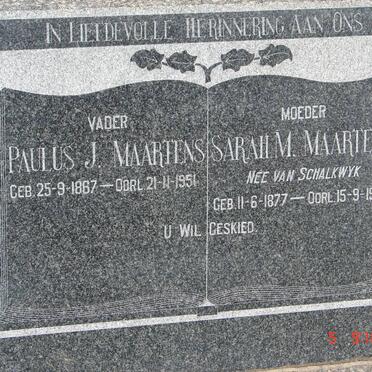 IN LIEFDEVOLLE HERINNERING AAN ONS
VADER
PAULUS J. MAARTENS
GEB. 25-9-1867 — OORL. 21-11-1951
MOEDER
SARAH M. MAARTE
NÉE VAN SCHALKWYK
GEB. 11-6-1877 — OORL. 15-9-19
U WIL GESKIED.